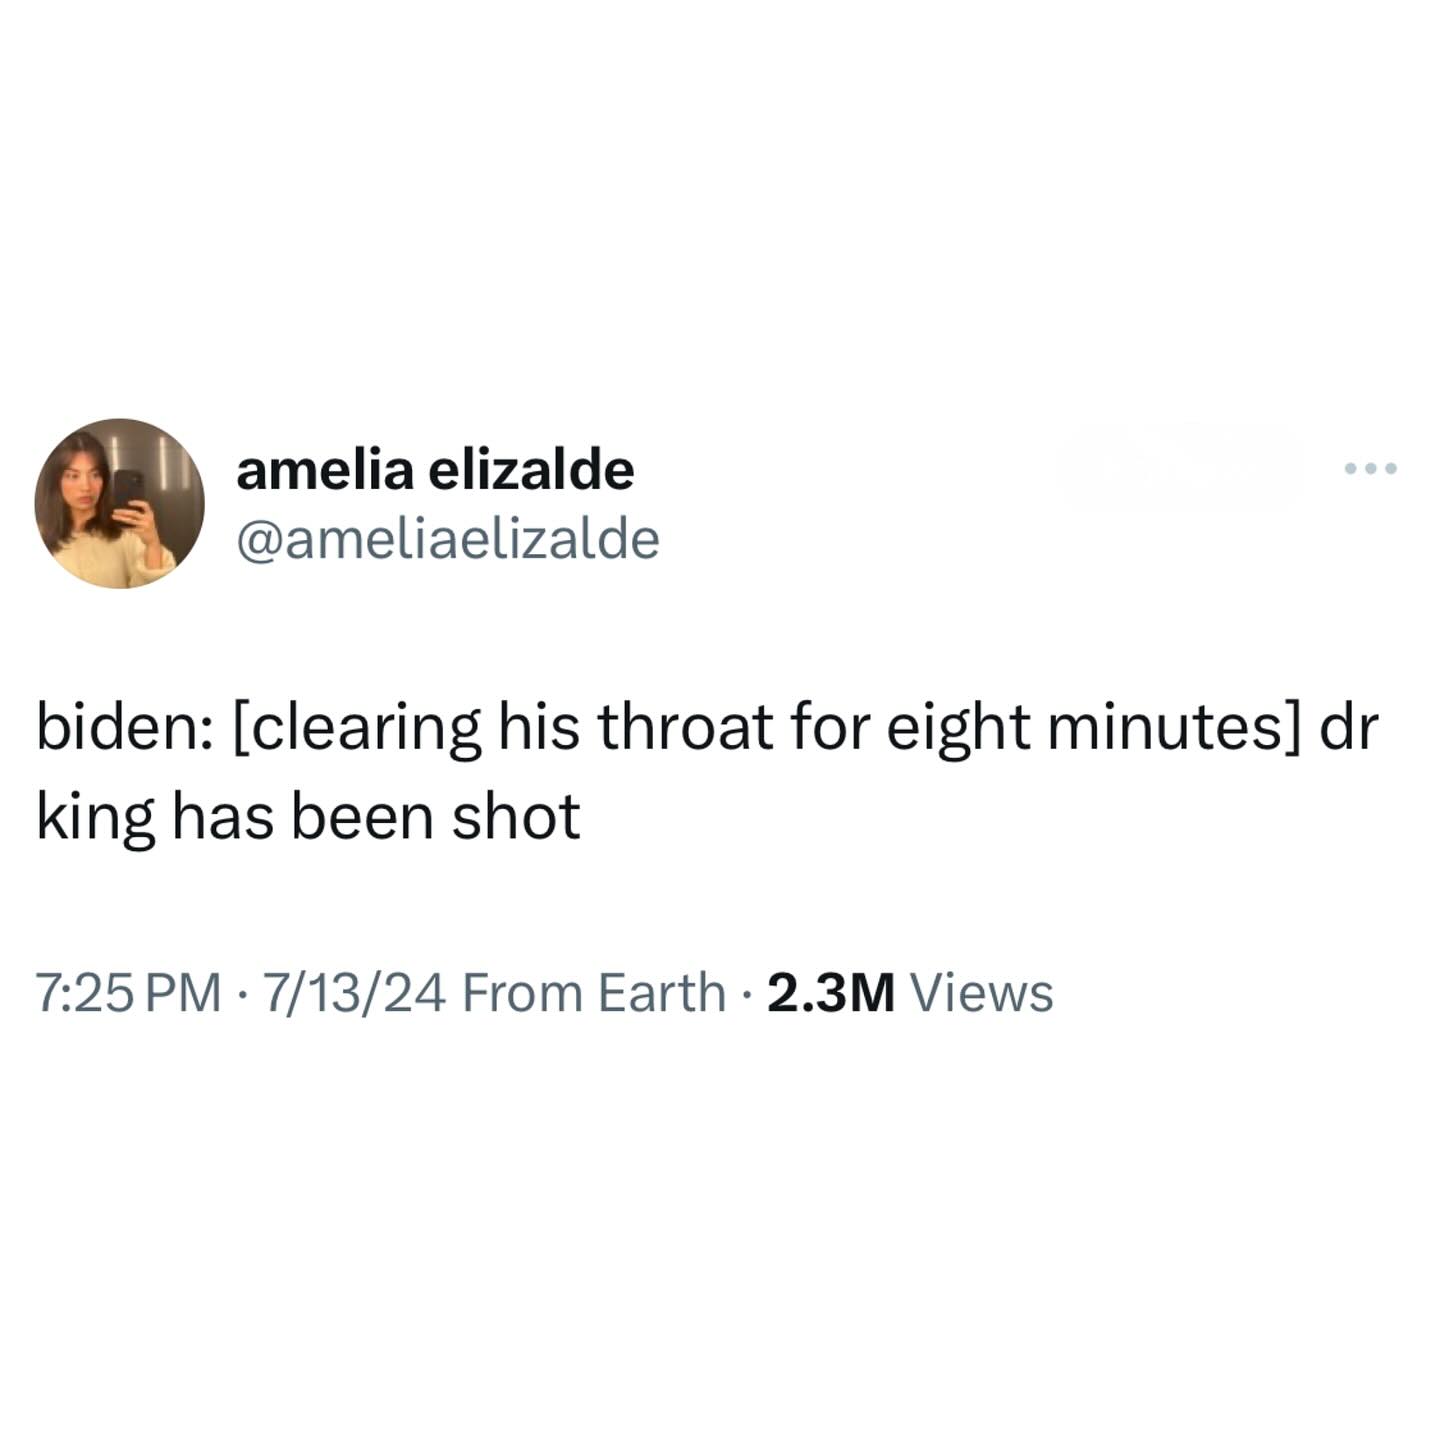 amelia elizalde
@ameliaelizalde
biden: [clearing his throat for eight minutes] dr
king has been shot
7:25 PM · 7/13/24 From Earth · 2.3M Views